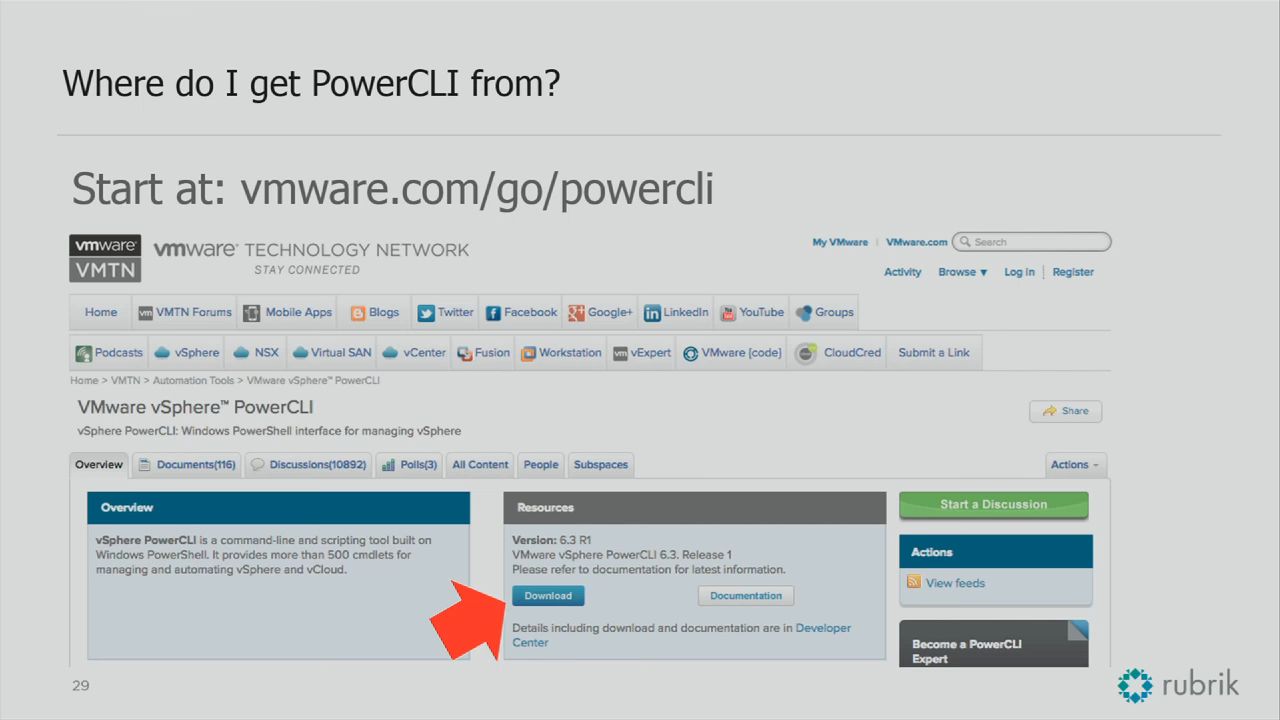 Where do I get PowerCLI from?
Start at: vmware.com/go/powercli
vmware
VMTN
vmware TECHNOLOGY NETWORK
STAY CONNECTED
My VMware | VMware.com Search
Activity Browse ▼ Log in | Register
Home VMTN Forums Mobile Apps Blogs Twitter Facebook Google+ LinkedIn YouTube Groups
Podcasts vSphere NSX Virtual SAN vCenter Fusion Workstation vExpert VMware [code] CloudCred Submit a Link
Home > VMTN > Automation Tools > VMware vSphere™ PowerCLI
VMware vSphere™ PowerCLI
Share
vSphere PowerCLI: Windows PowerShell interface for managing vSphere
Overview Documents(116) Discussions(10892) Polls(3) All Content People Subspaces Actions
Overview
vSphere PowerCLI is a command-line and scripting tool built on
Windows PowerShell. It provides more than 500 cmdlets for
managing and automating vSphere and vCloud.
Resources
Version: 6.3 R1
VMware vSphere PowerCLI 6.3. Release 1
Please refer to documentation for latest information.
Download Documentation
Details including download and documentation are in Developer
Center
Start a Discussion
Actions
View feeds
Become a PowerCLI
Expert
29
rubrik